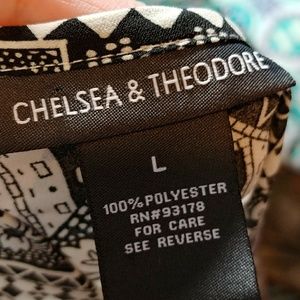 CHELSEA & THEODORE
L
100% POLYESTER
RN#93178
FOR CARE
SEE REVERSE